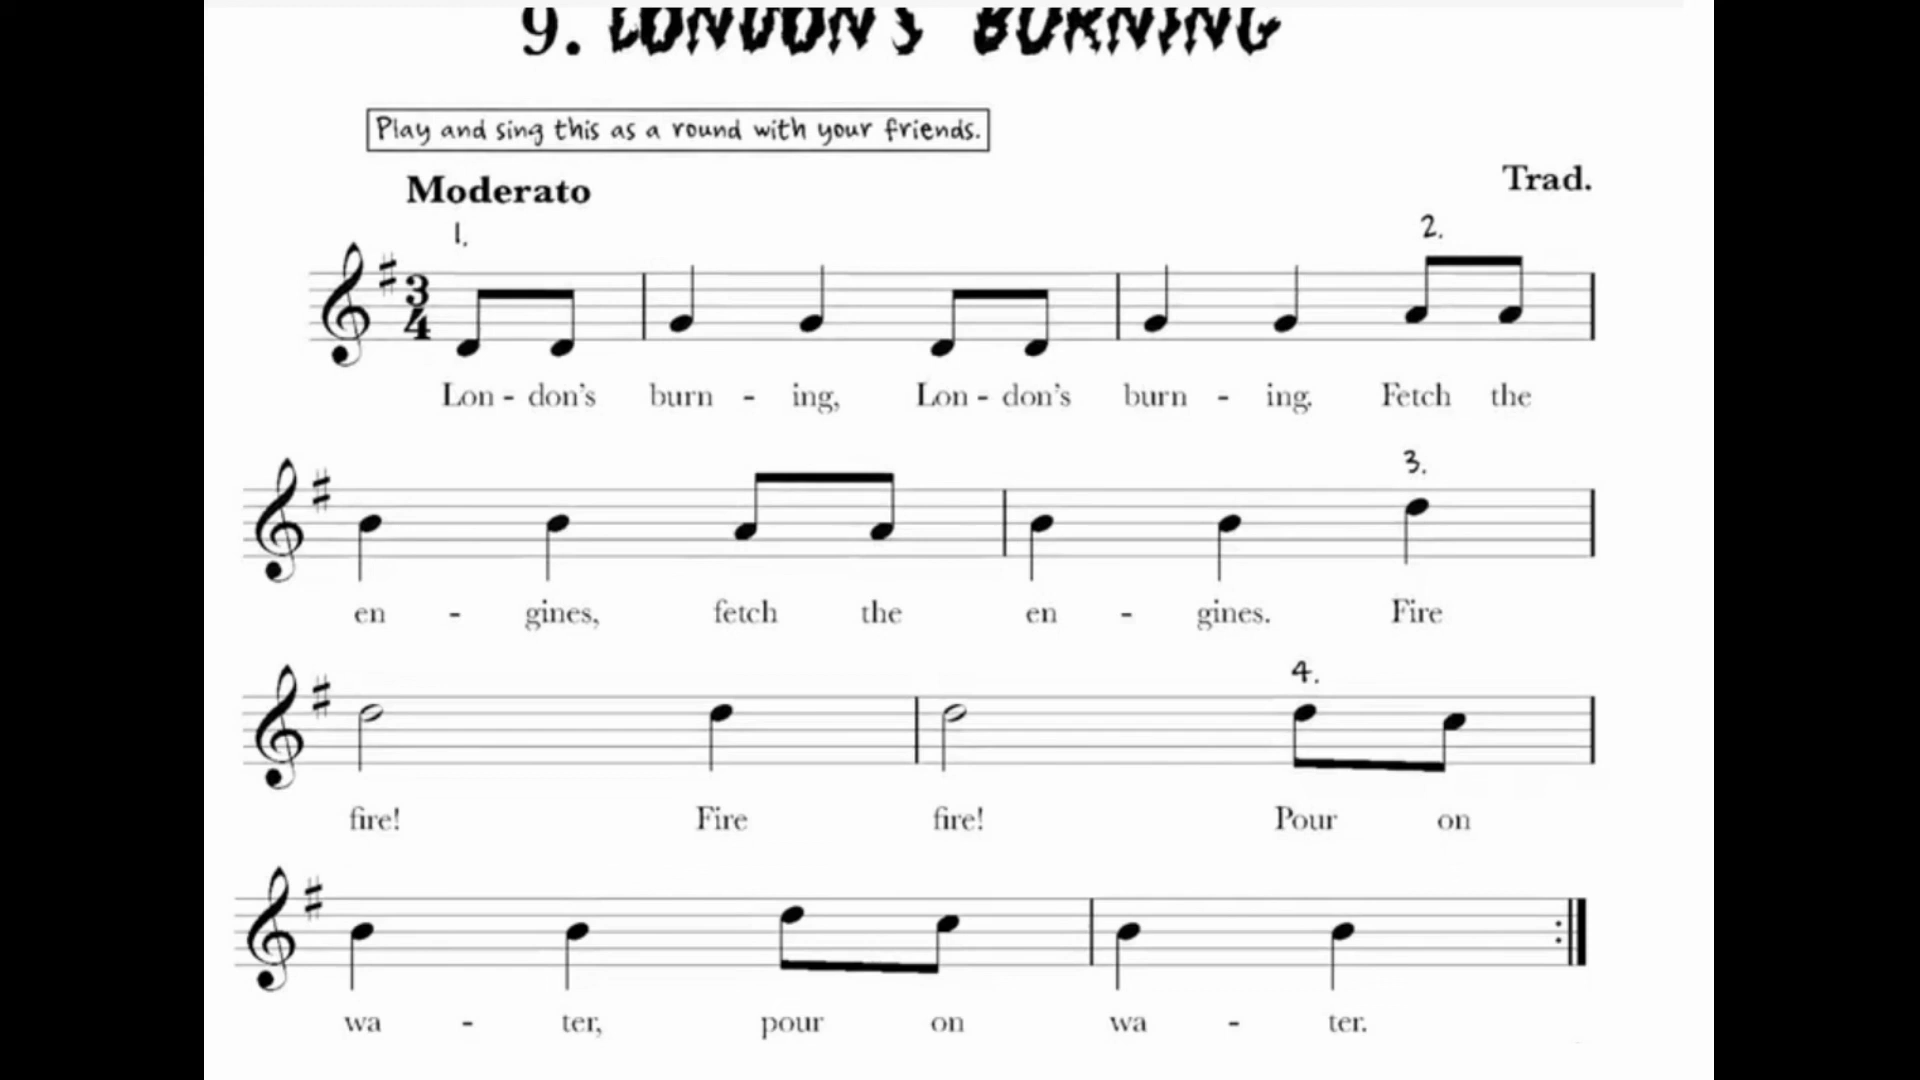 9. LONDON'S BURNING
Play and sing this as a round with your friends.
Moderato
Trad.
1.
2.
3
4
Lon - don's burn - ing, Lon - don's burn - ing. Fetch the
3.
en - gines, fetch the en - gines. Fire
4.
fire! Fire fire! Pour on
wa - ter, pour on wa - ter.